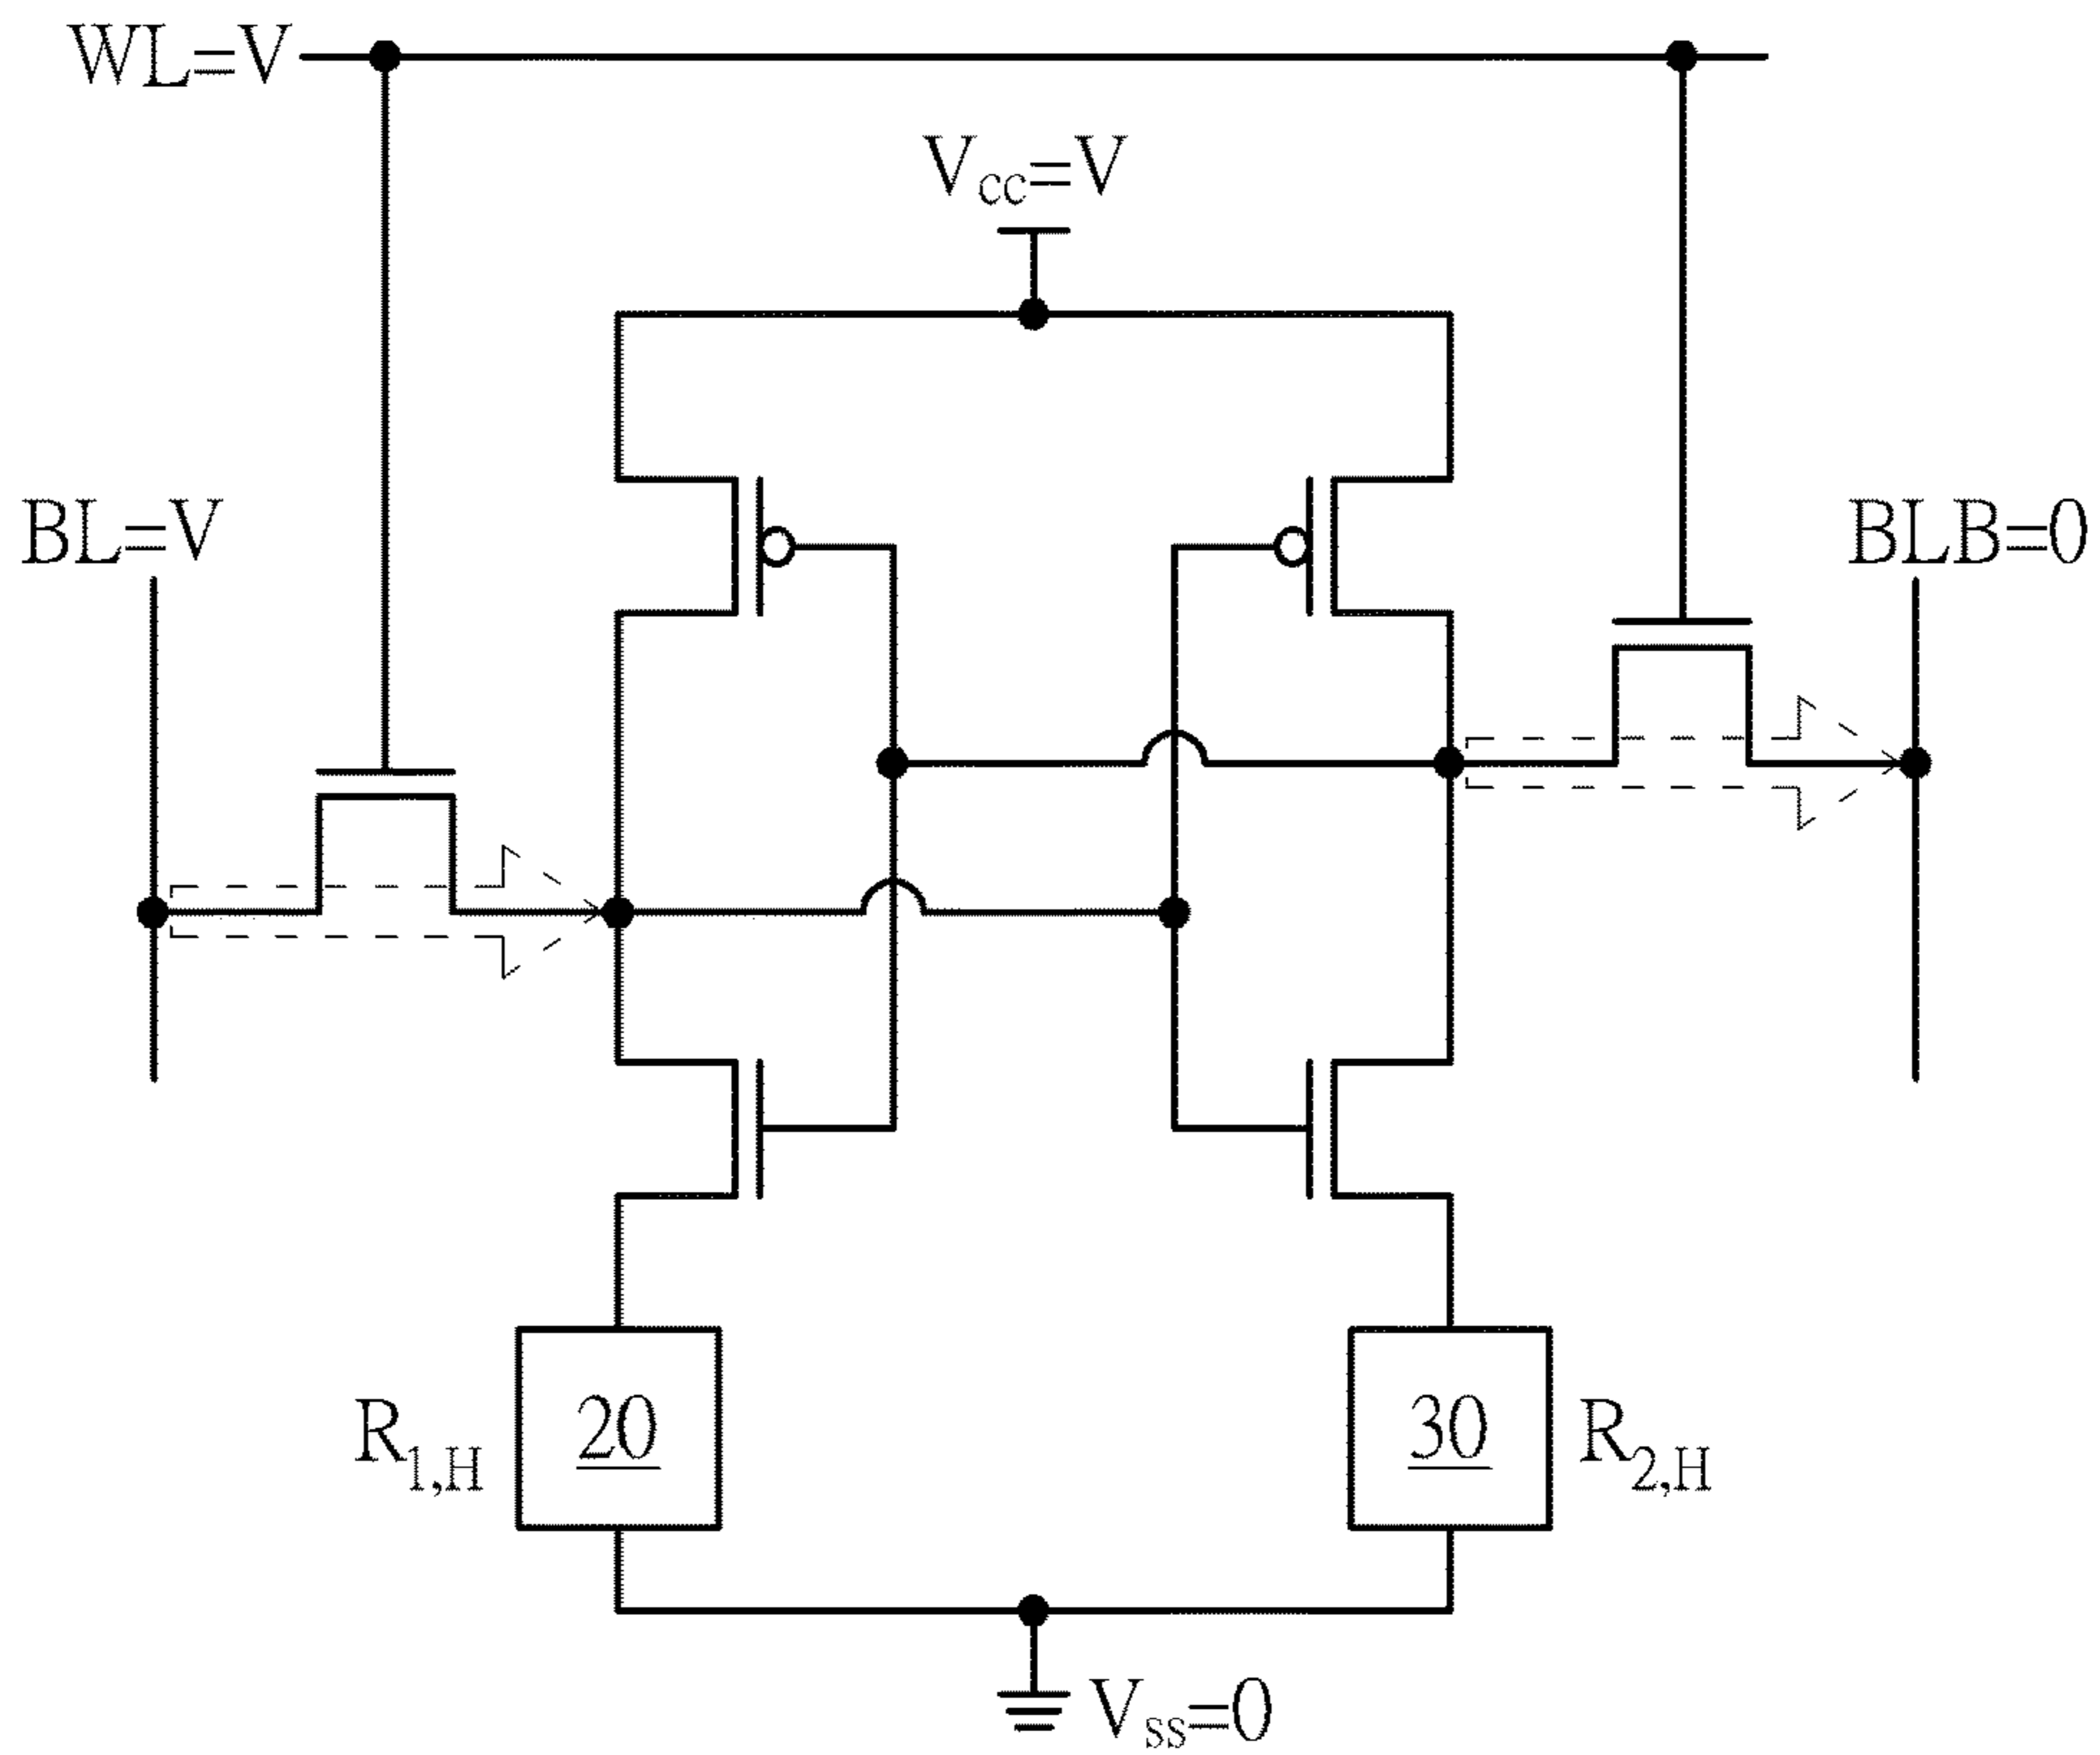 WL=V
VCC=V
BL=V
BLB=0
R1,H
20
30
R2,H
VSS=0